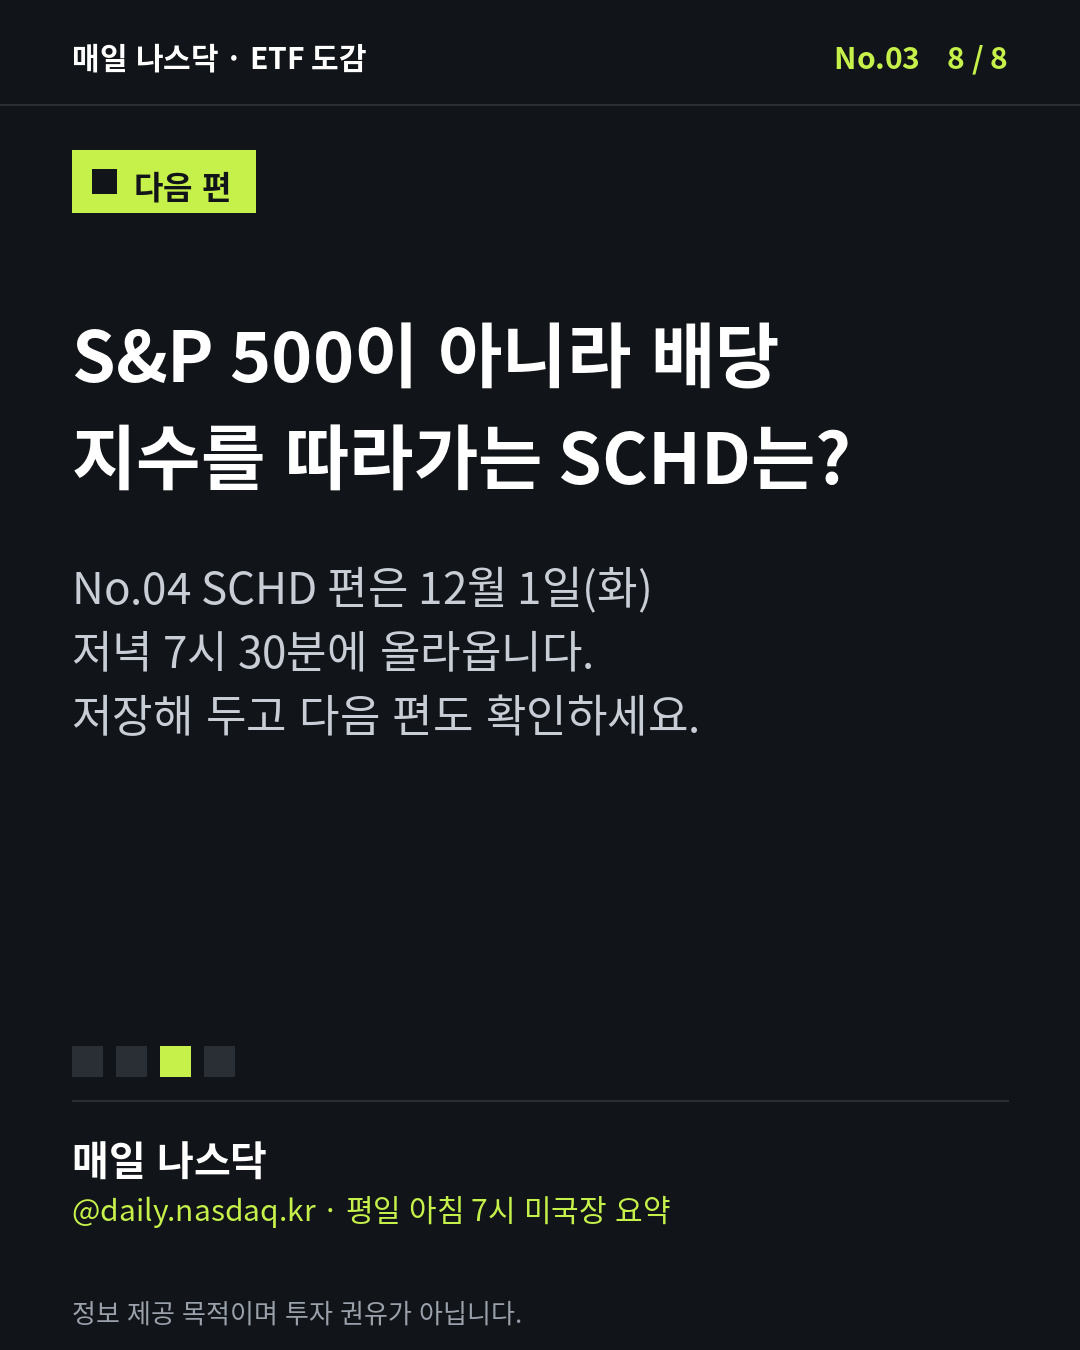 매일 나스닥 · ETF 도감
No.03 8 / 8
다음 편
S&P 500이 아니라 배당
지수를 따라가는 SCHD는?
No.04 SCHD 편은 12월 1일(화)
저녁 7시 30분에 올라옵니다.
저장해 두고 다음 편도 확인하세요.
매일 나스닥
@daily.nasdaq.kr · 평일 아침 7시 미국장 요약
정보 제공 목적이며 투자 권유가 아닙니다.